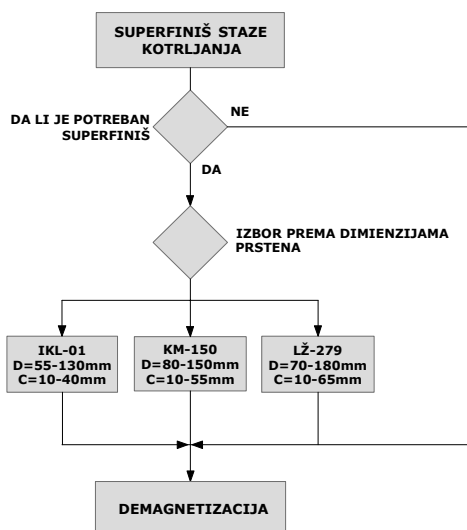 SUPERFINIŠ STAZE
KOTRLJANJA
DA LI JE POTREBAN
SUPERFINIŠ
NE
DA
IZBOR PREMA DIMIENZIJAMA
PRSTENA
IKL-01
D=55-130mm
C=10-40mm
KM-150
D=80-150mm
C=10-55mm
LŽ-279
D=70-180mm
C=10-65mm
DEMAGNETIZACIJA